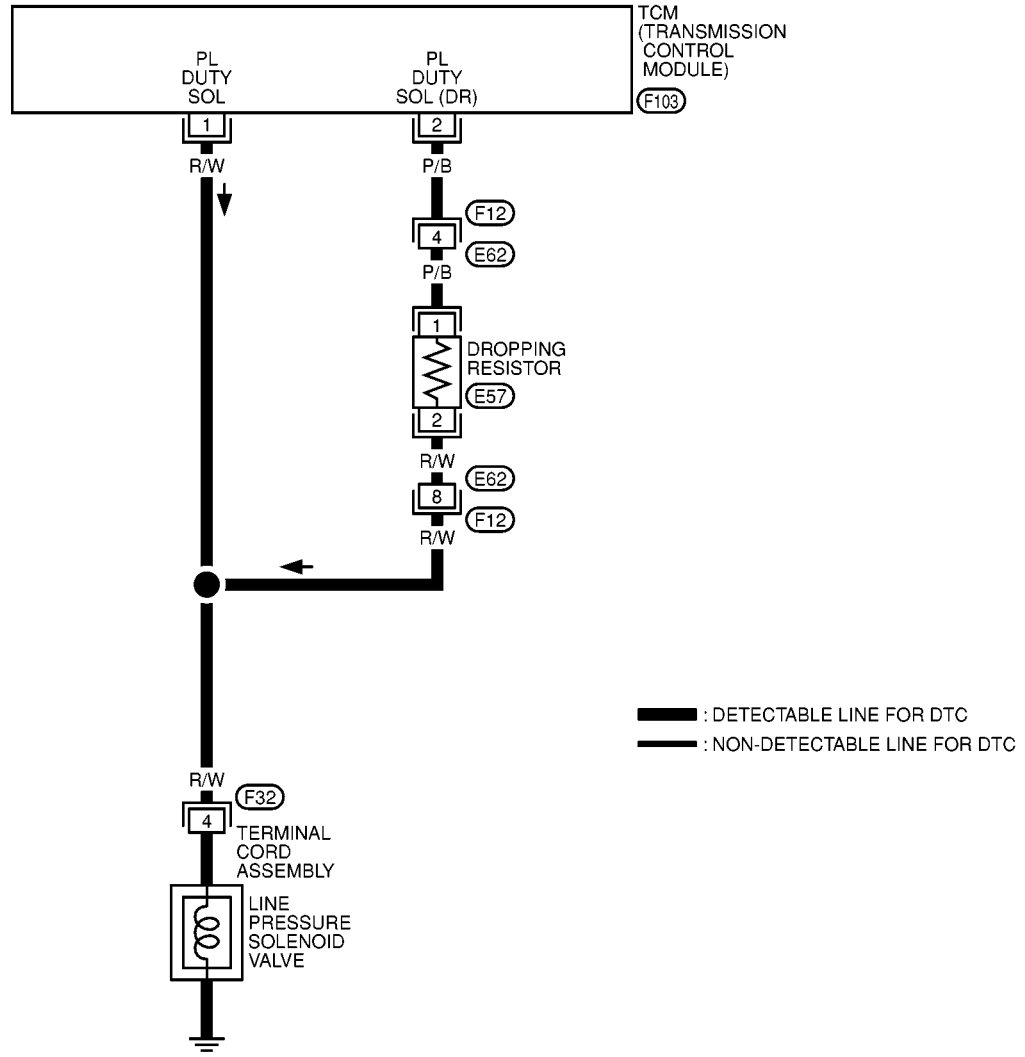 TCM
(TRANSMISSION
CONTROL
MODULE)
F103
PL
DUTY
SOL
PL
DUTY
SOL (DR)
1
2
R/W
P/B
F12
4
E62
P/B
1
DROPPING
RESISTOR
E57
2
R/W
E62
8
F12
R/W
: DETECTABLE LINE FOR DTC
: NON-DETECTABLE LINE FOR DTC
R/W
F32
4
TERMINAL
CORD
ASSEMBLY
LINE
PRESSURE
SOLENOID
VALVE